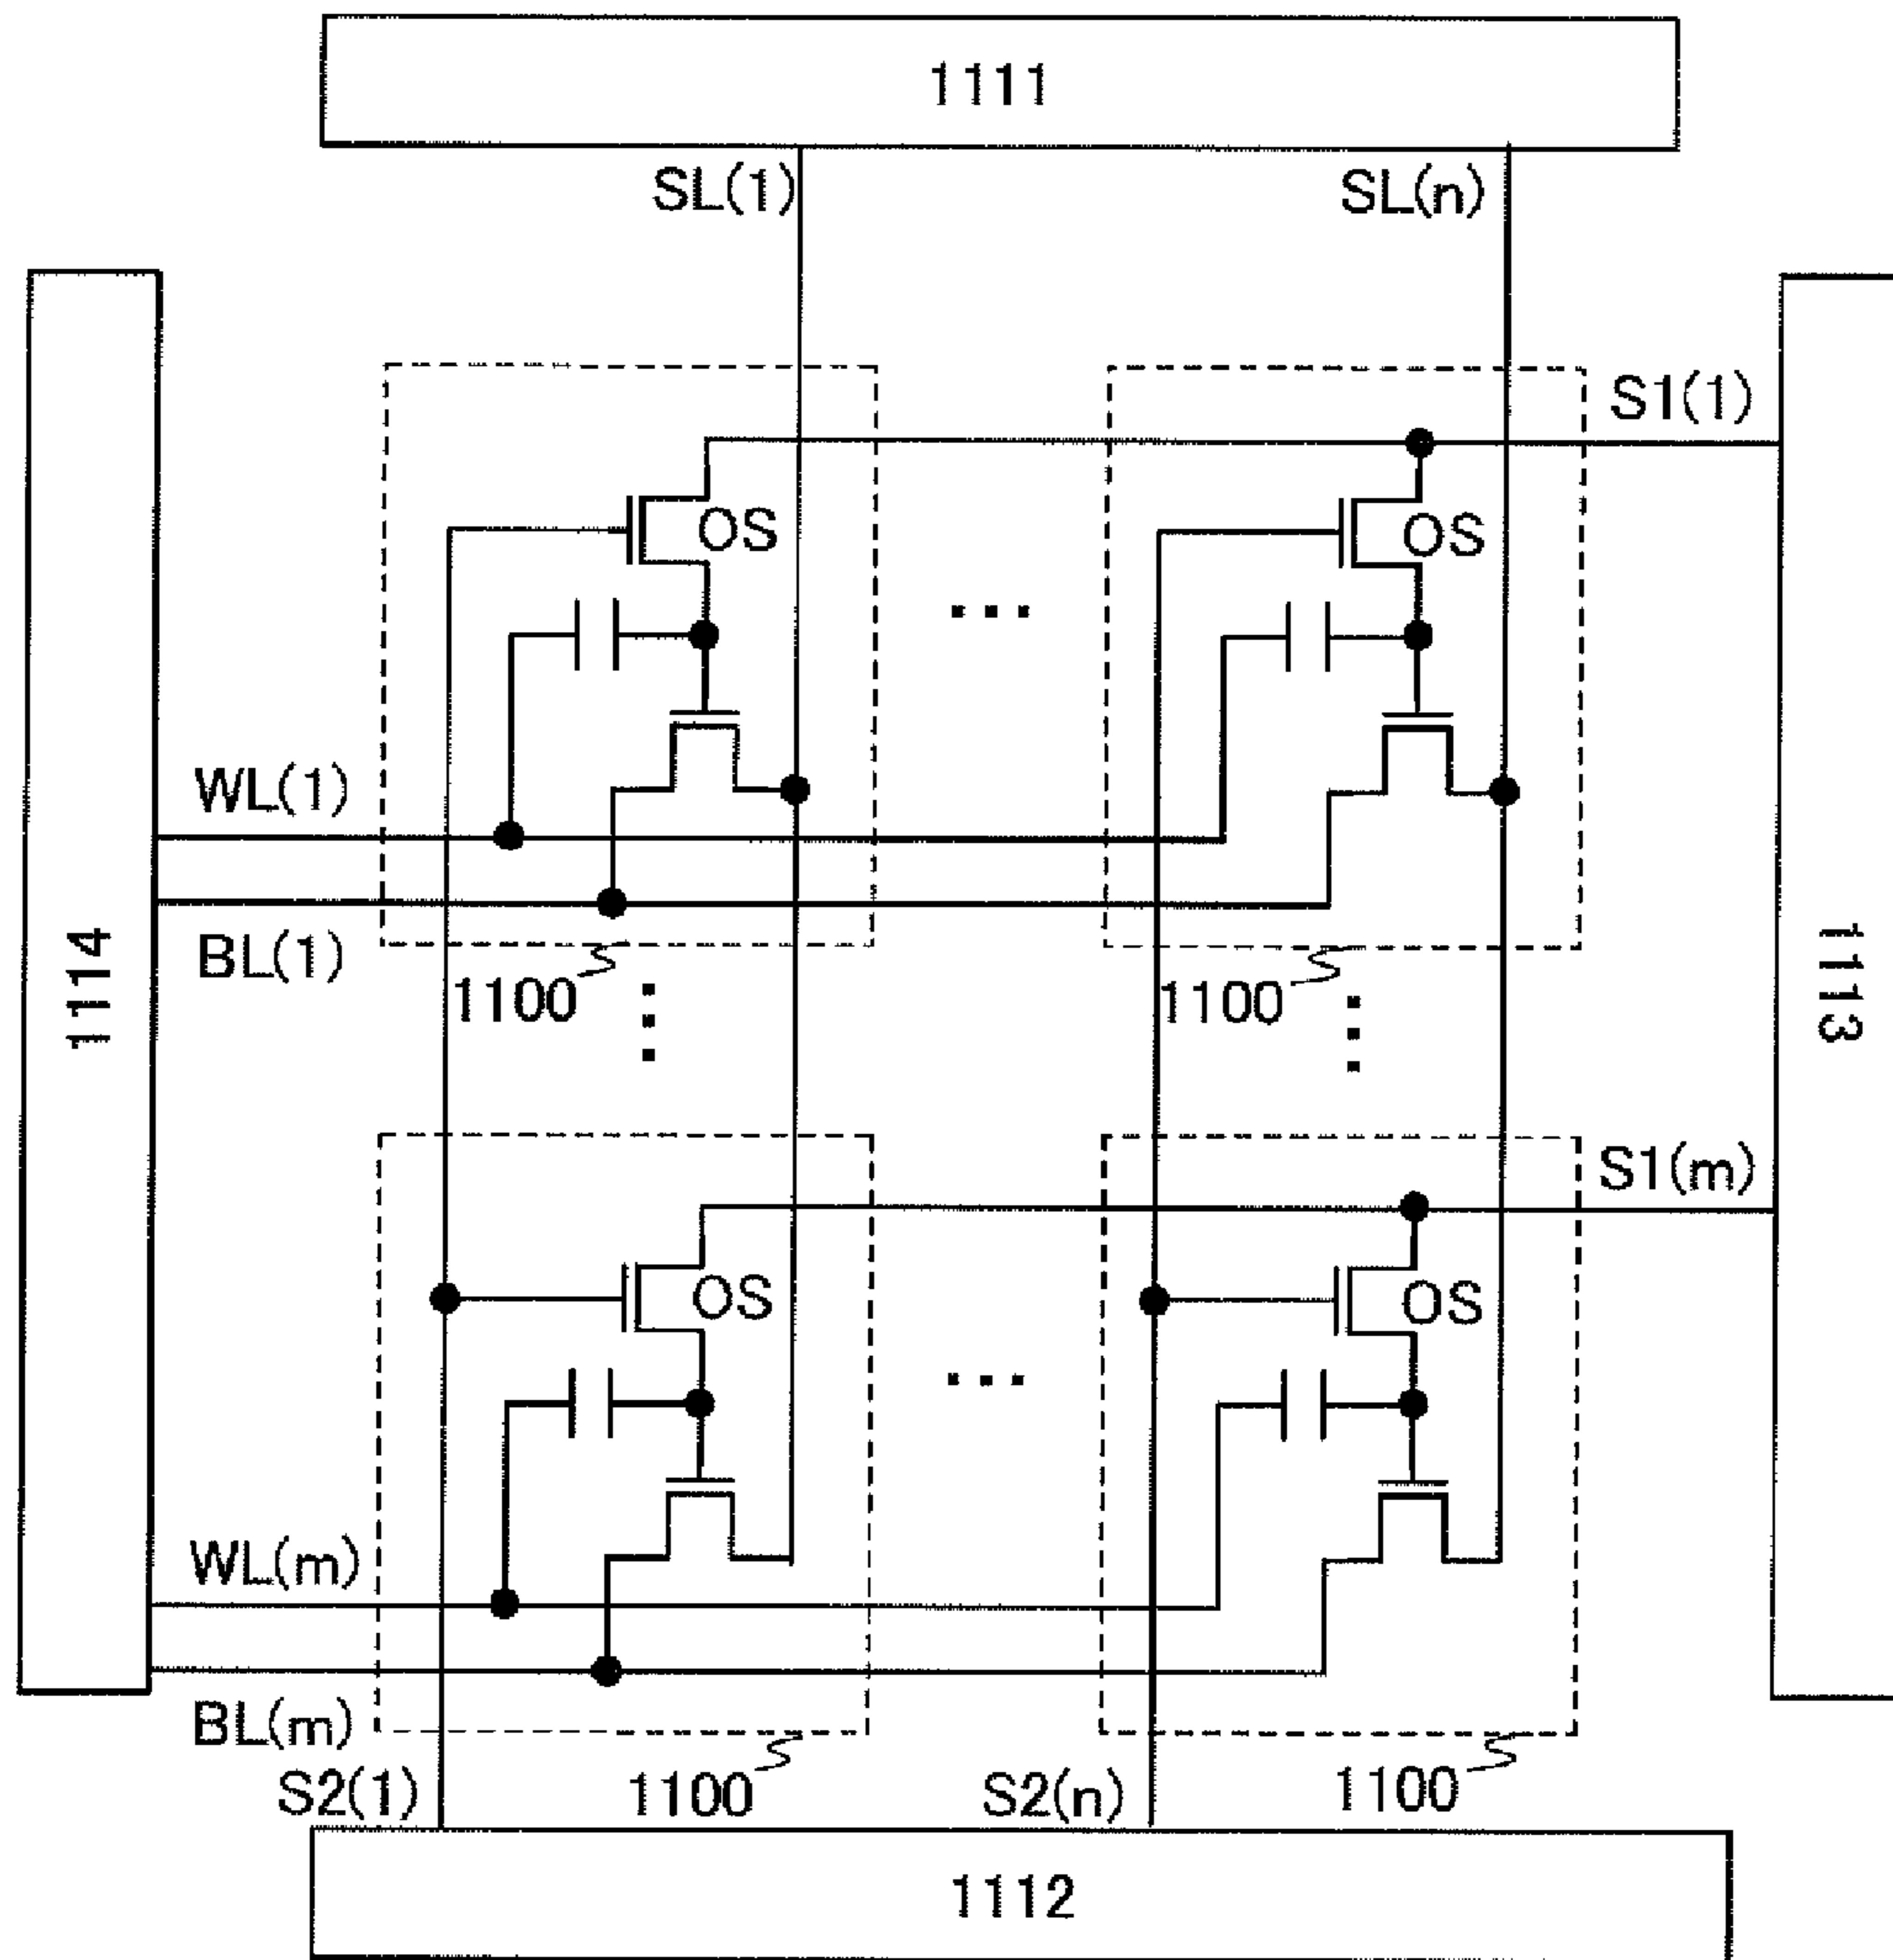 1111
SL(1)
SL(n)
S1(1)
OS
OS
...
WL(1)
BL(1)
1114
1113
1100
1100
S1(m)
OS
OS
...
WL(m)
BL(m)
S2(1)
1100
S2(n)
1100
1112